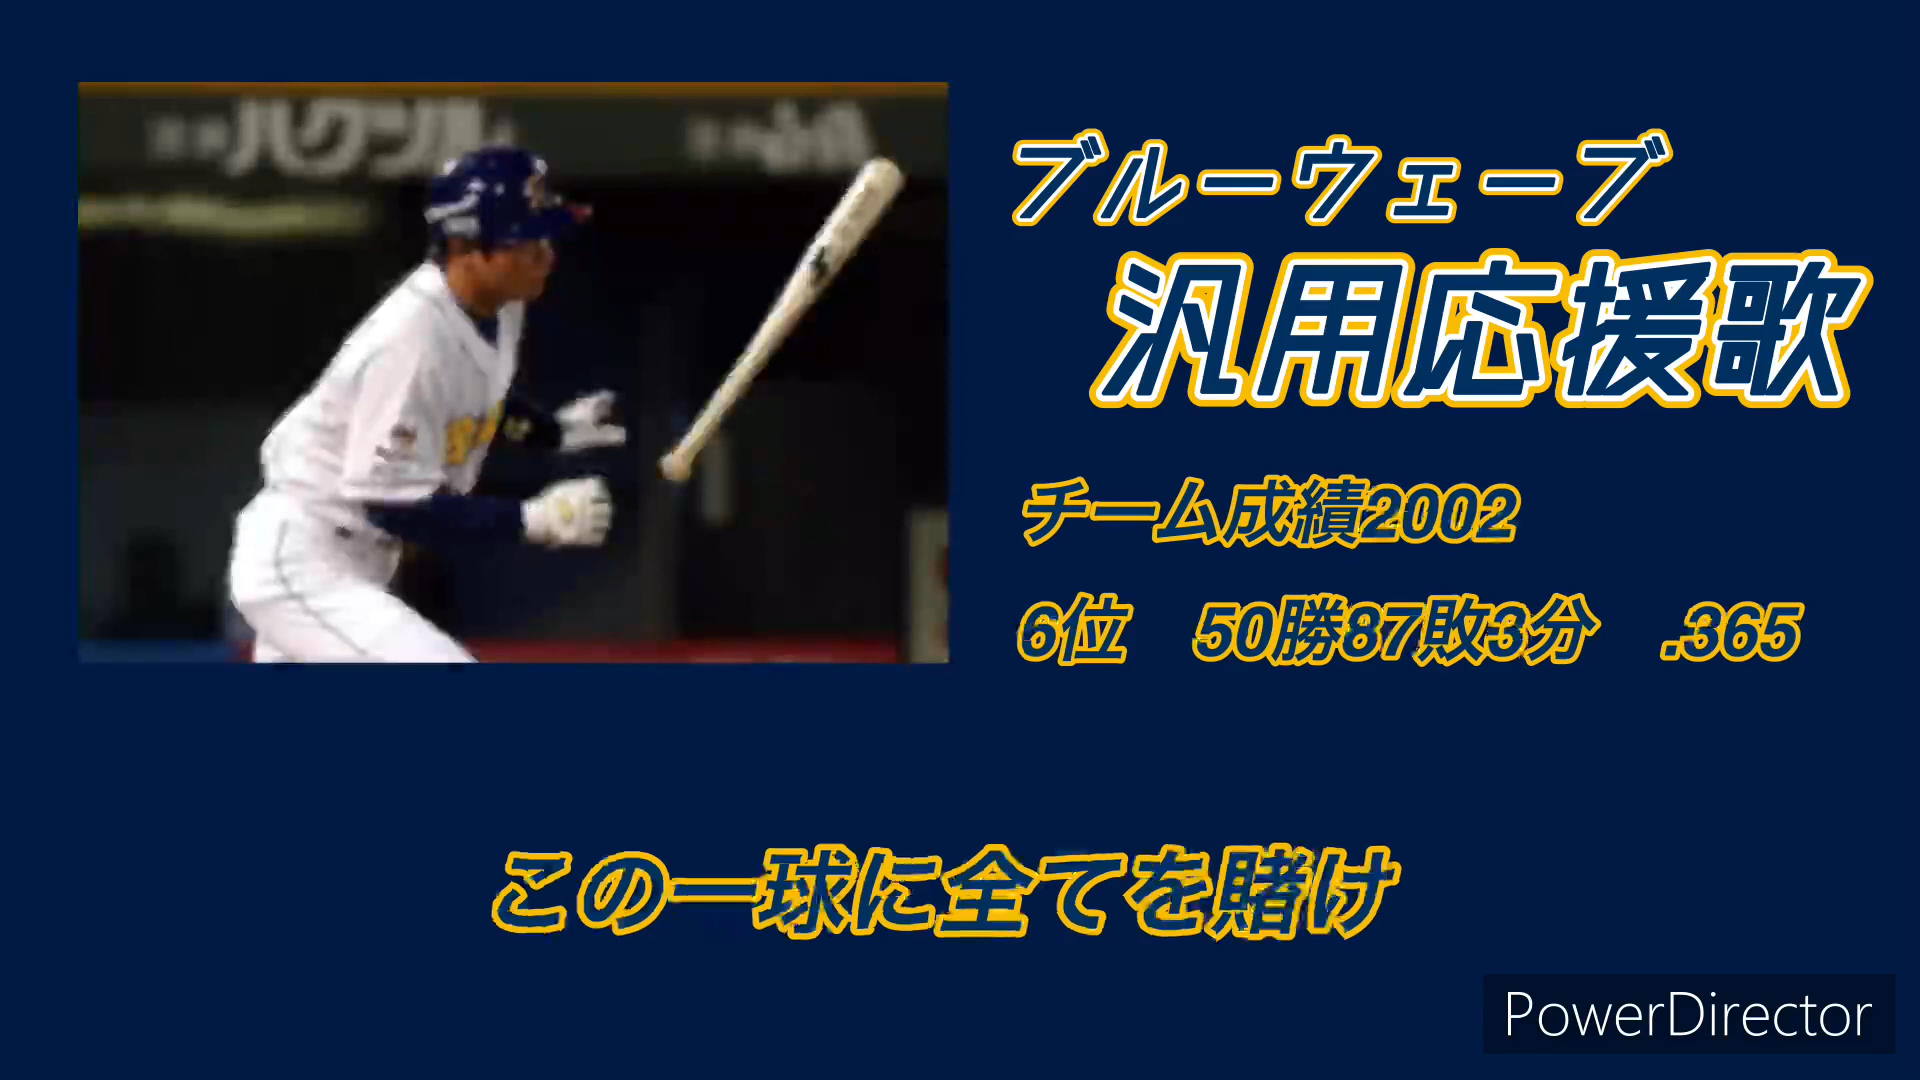 ブルーウェーブ
汎用応援歌
チーム成績2002
6位 50勝87敗3分 .365
この一球に全てを賭け
PowerDirector